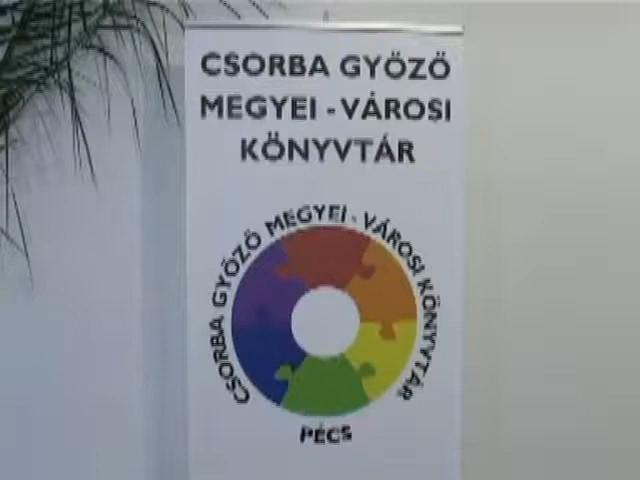 CSORBA GYŐZŐ
MEGYEI - VÁROSI
KÖNYVTÁR
CSORBA GYŐZŐ MEGYEI - VÁROSI KÖNYVTÁR
PÉCS